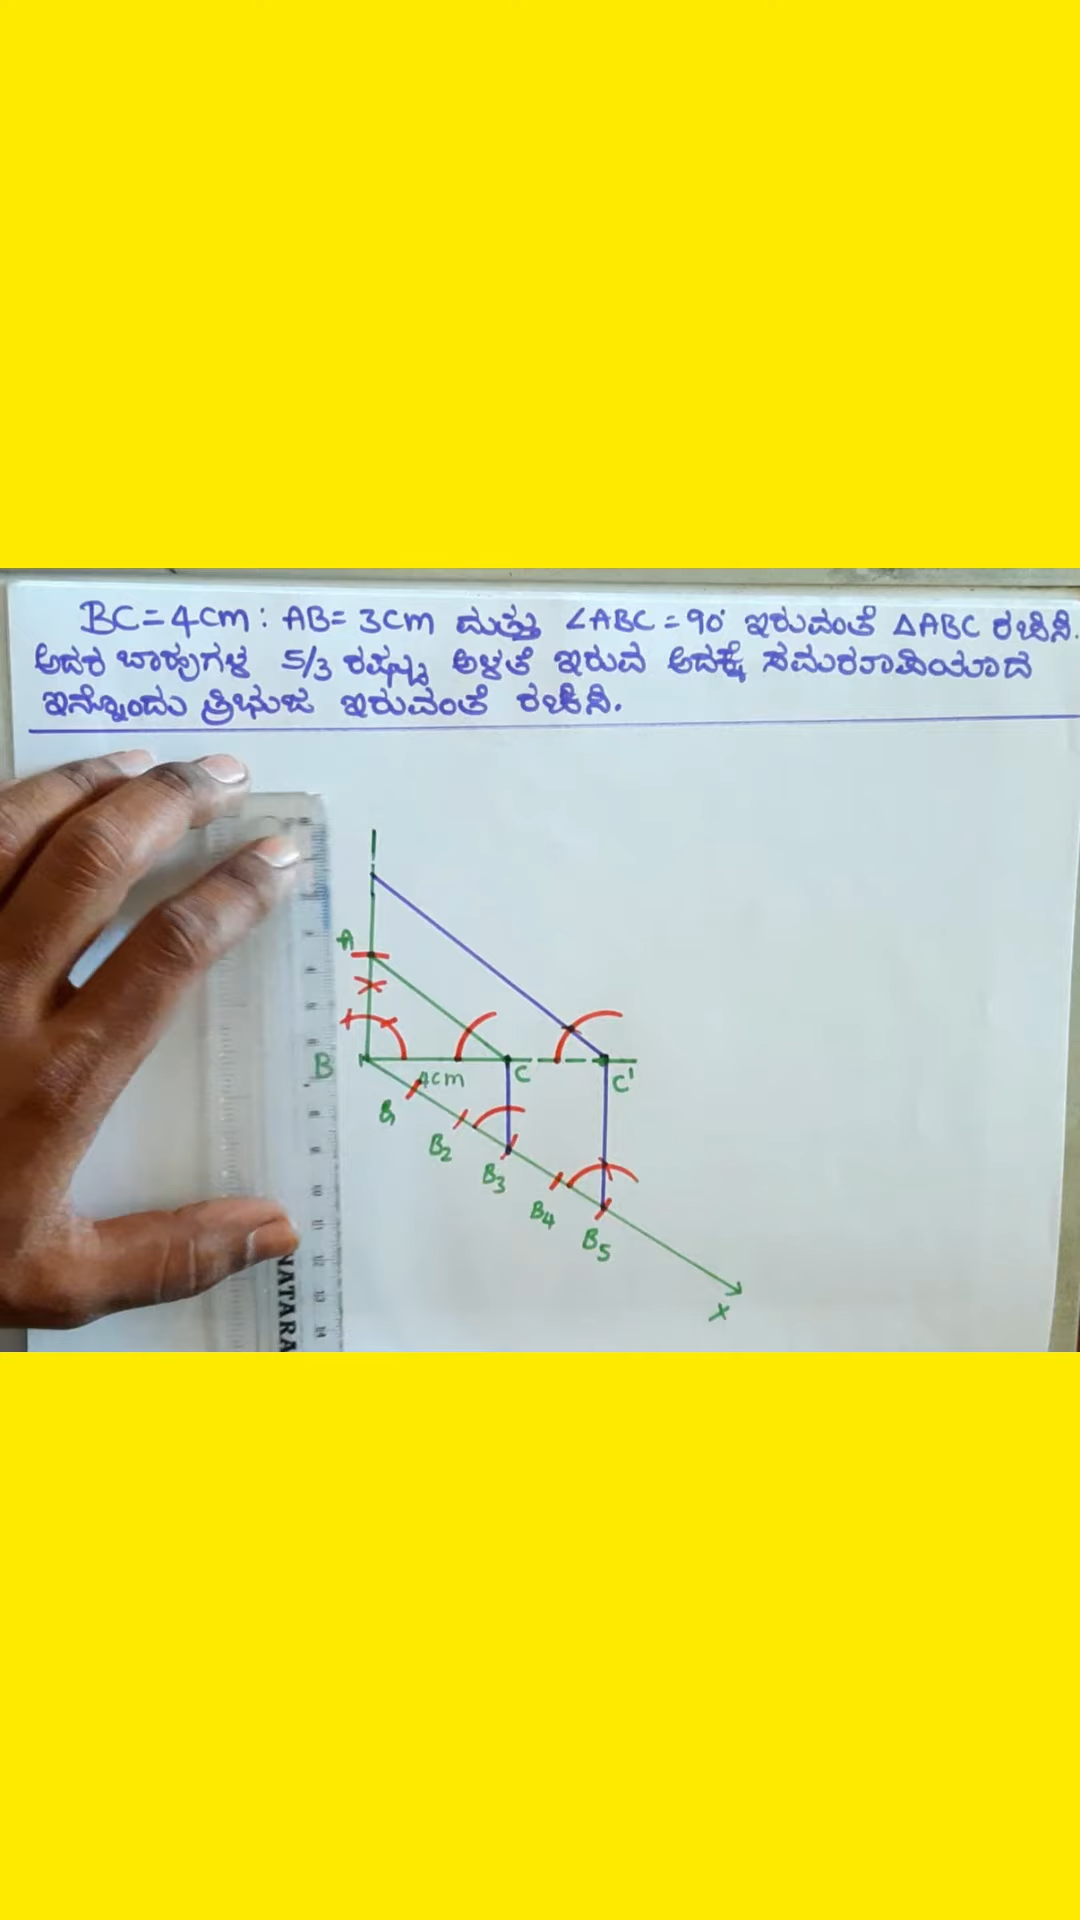 BC = 4cm : AB = 3cm ಮತ್ತು ∠ABC = 90° ಇರುವಂತೆ ΔABC ರಚಿಸಿ.
ಅದರ ಬಾಹುಗಳ 5/3 ರಷ್ಟು ಅಳತೆ ಇರುವ ಅದಕ್ಕೆ ಸಮರೂಪಿಯಾದ
ಇನ್ನೊಂದು ತ್ರಿಭುಜ ಇರುವಂತೆ ರಚಿಸಿ.
A
B
4cm
C
C'
B1
B2
B3
B4
B5
X
NATARA